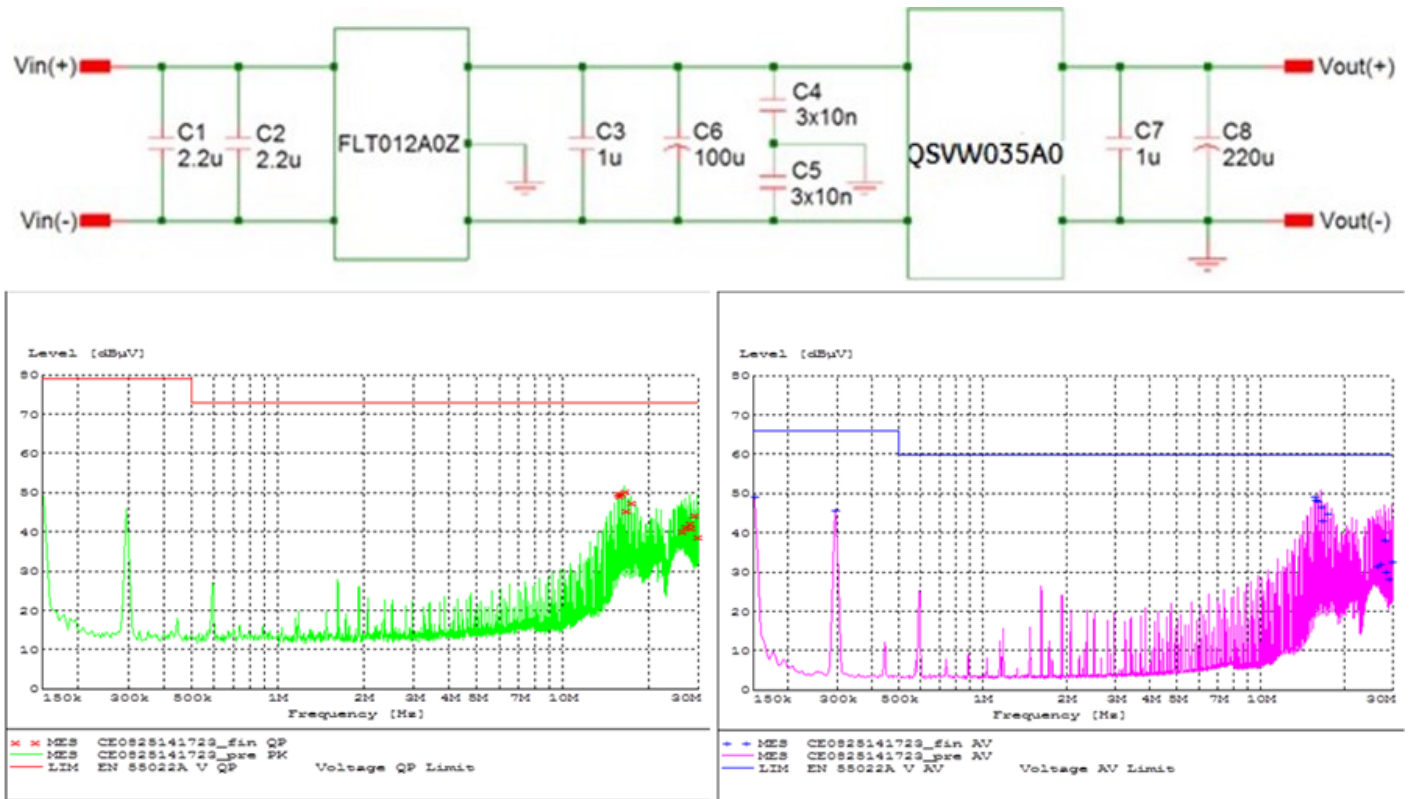 Vin(+)
Vin(-)
C1
2.2u
C2
2.2u
FLT012A0Z
C3
1u
C6
100u
C4
3x10n
C5
3x10n
QSVW035A0
C7
1u
C8
220u
Vout(+)
Vout(-)
Level [dBµV]
80
70
60
50
40
30
20
10
0
150k 300k 500k 1M 2M 3M 4M 5M 7M 10M 30M
Frequency [Hz]
× × MES CE0825141723_fin QP
MES CE0825141723_pre PK
LIM EN 55022A V QP Voltage QP Limit
Level [dBµV]
80
70
60
50
40
30
20
10
0
150k 300k 500k 1M 2M 3M 4M 5M 7M 10M 30M
Frequency [Hz]
+ + MES CE0825141723_fin AV
MES CE0825141723_pre AV
LIM EN 55022A V AV Voltage AV Limit